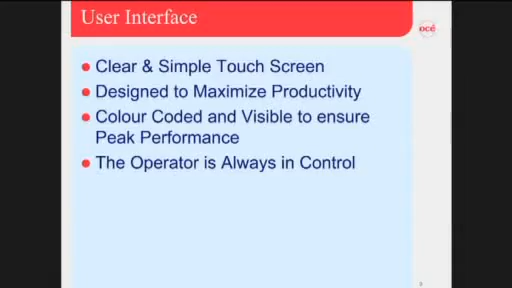 User Interface
océ
Clear & Simple Touch Screen
Designed to Maximize Productivity
Colour Coded and Visible to ensure
Peak Performance
The Operator is Always in Control